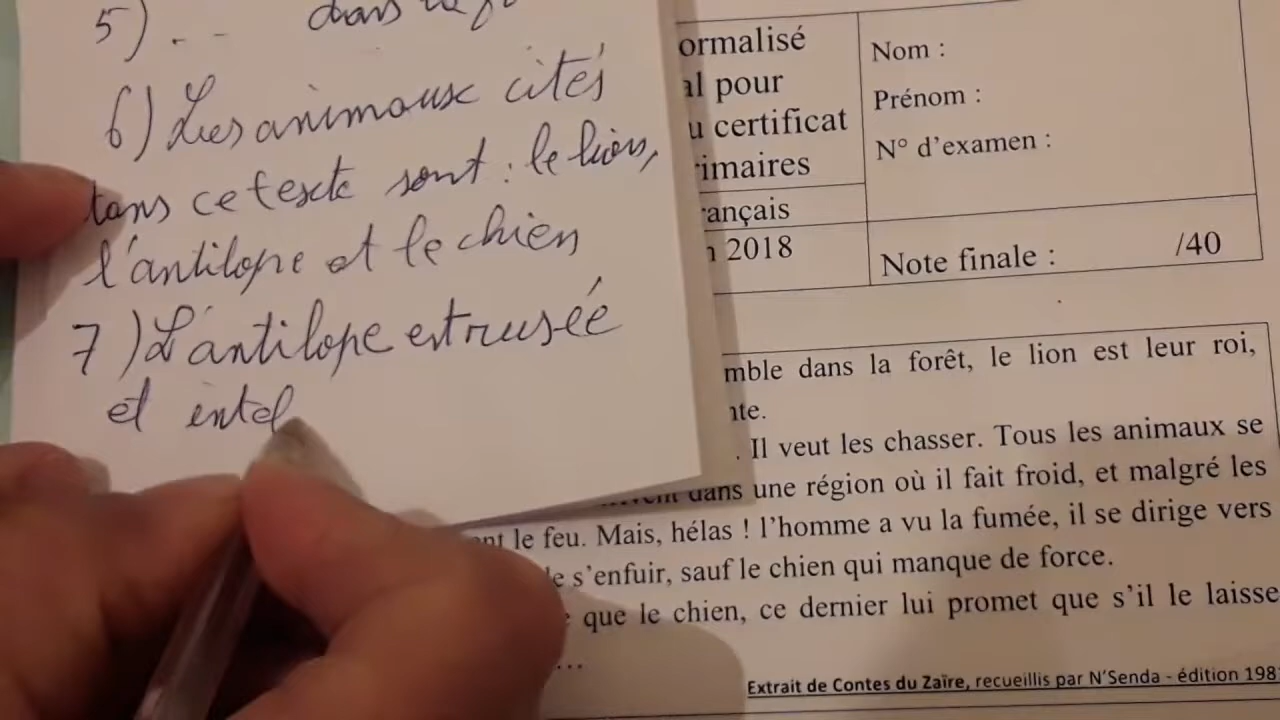 5) . . dans
6) Les animaux cités
dans ce texte sont : le lion,
l'antilope et le chien
7) L'antilope est rusée
et intel
ormalisé
al pour
u certificat
rimaires
rançais
n 2018
Nom :
Prénom :
N° d'examen :
Note finale : /40
mble dans la forêt, le lion est leur roi,
nte.
. Il veut les chasser. Tous les animaux se
vent dans une région où il fait froid, et malgré les
nt le feu. Mais, hélas ! l'homme a vu la fumée, il se dirige vers
le s'enfuir, sauf le chien qui manque de force.
e que le chien, ce dernier lui promet que s'il le laisse
...
Extrait de Contes du Zaïre, recueillis par N'Senda - édition 198